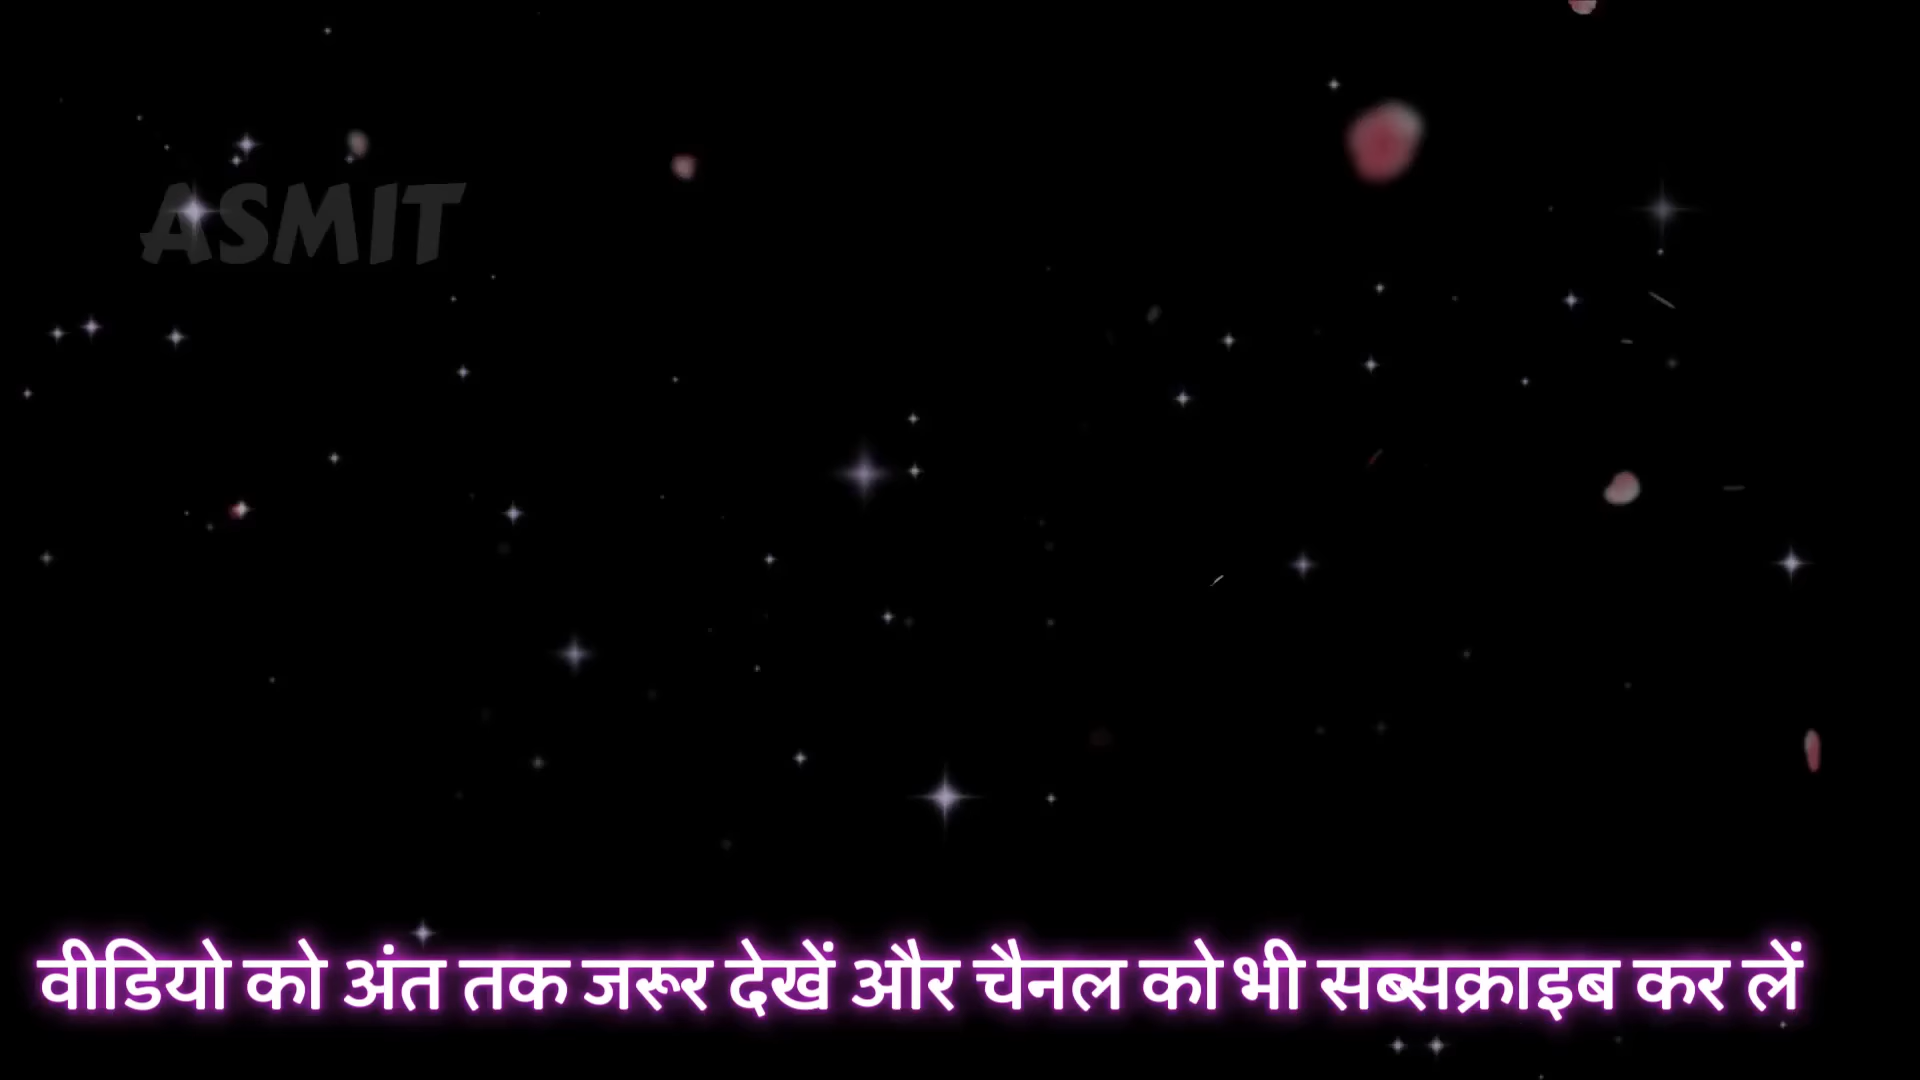 ASMIT
वीडियो को अंत तक जरूर देखें और चैनल को भी सब्सक्राइब कर लें